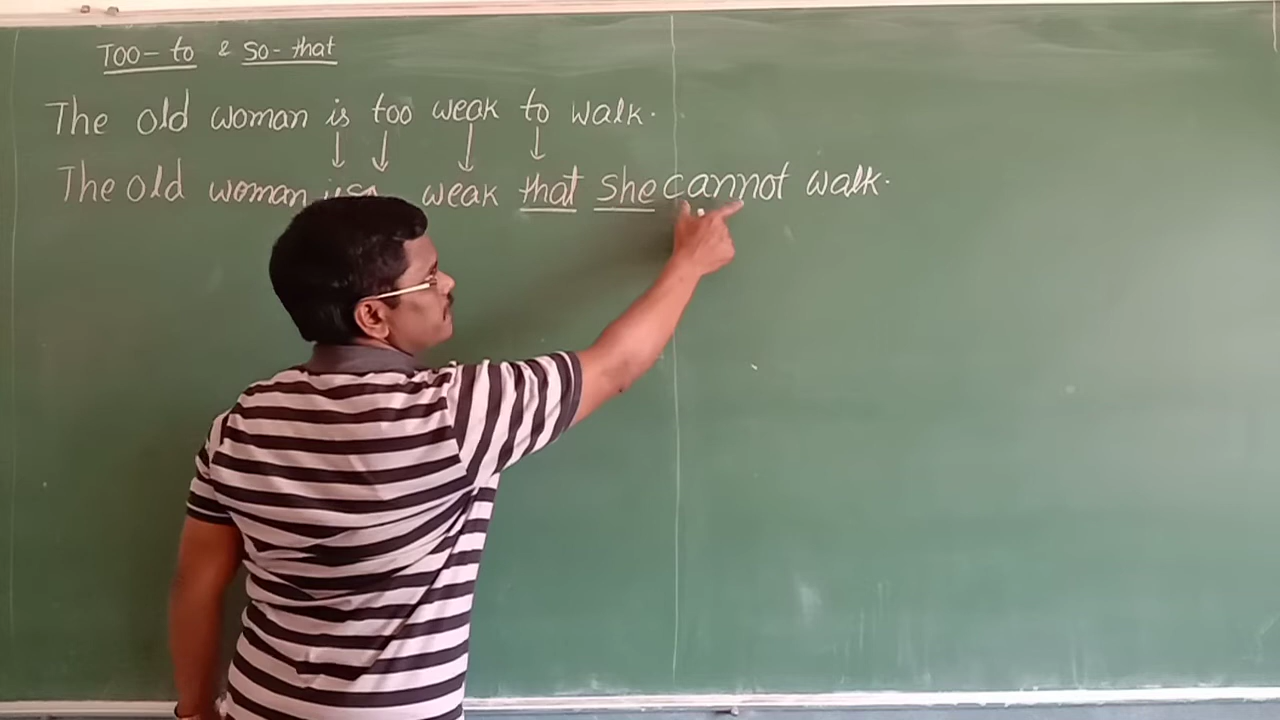 Too-to & So-that
The old woman is too weak to walk.
The old woman is so weak that she cannot walk.